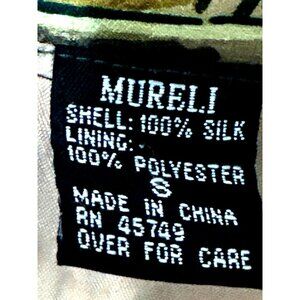 MURELI
SHELL: 100% SILK
LINING:
100% POLYESTER
S
MADE IN CHINA
RN 45749
OVER FOR CARE